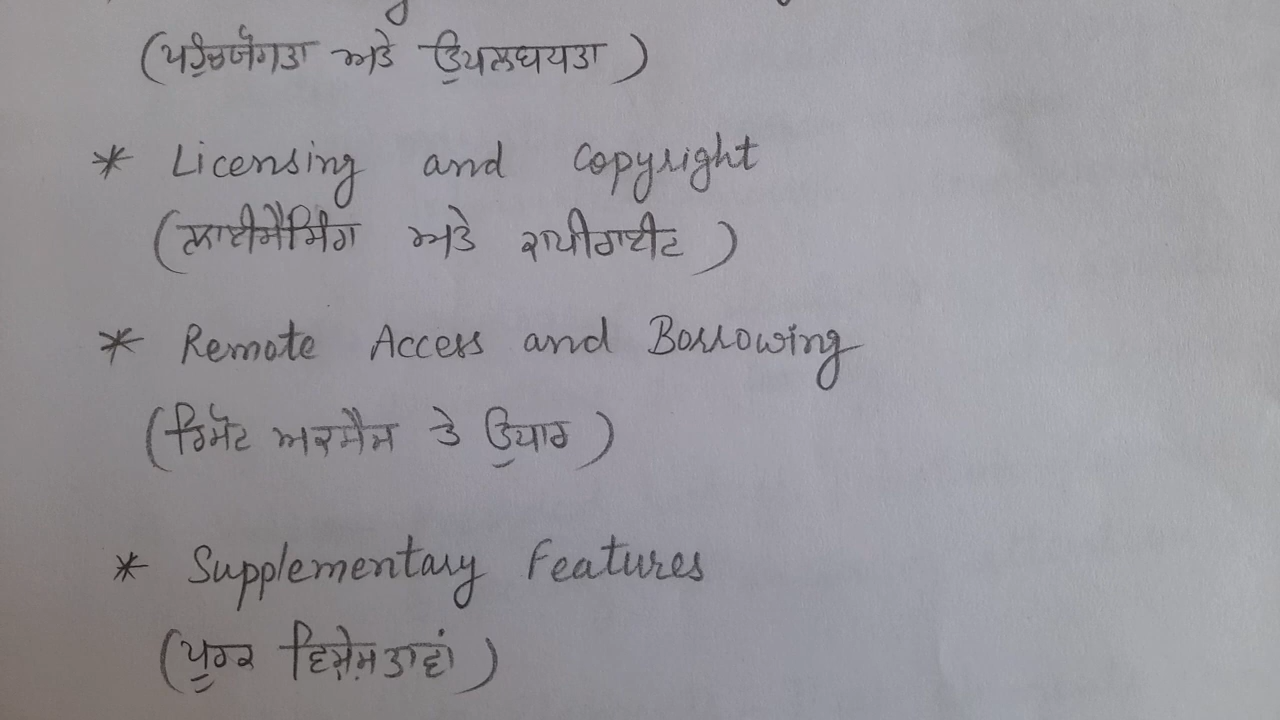 (ਪਹੁੰਚਯੋਗਤਾ ਅਤੇ ਉਪਲਬਧਤਾ)
* Licensing and Copyright
(ਲਾਈਸੈਂਸਿੰਗ ਅਤੇ ਕਾਪੀਰਾਈਟ)
* Remote Access and Borrowing
(ਰਿਮੋਟ ਅਕਸੈਸ ਤੇ ਉਧਾਰ)
* Supplementary Features
(ਪੂਰਕ ਵਿਸ਼ੇਸ਼ਤਾਵਾਂ)